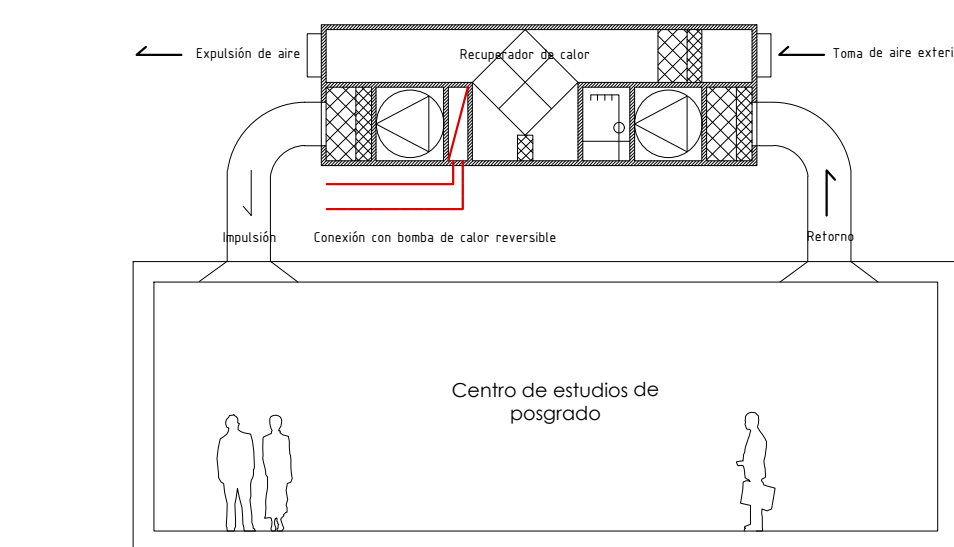 Expulsión de aire
Recuperador de calor
Toma de aire exteri
Impulsión
Conexión con bomba de calor reversible
Retorno
Centro de estudios de
posgrado